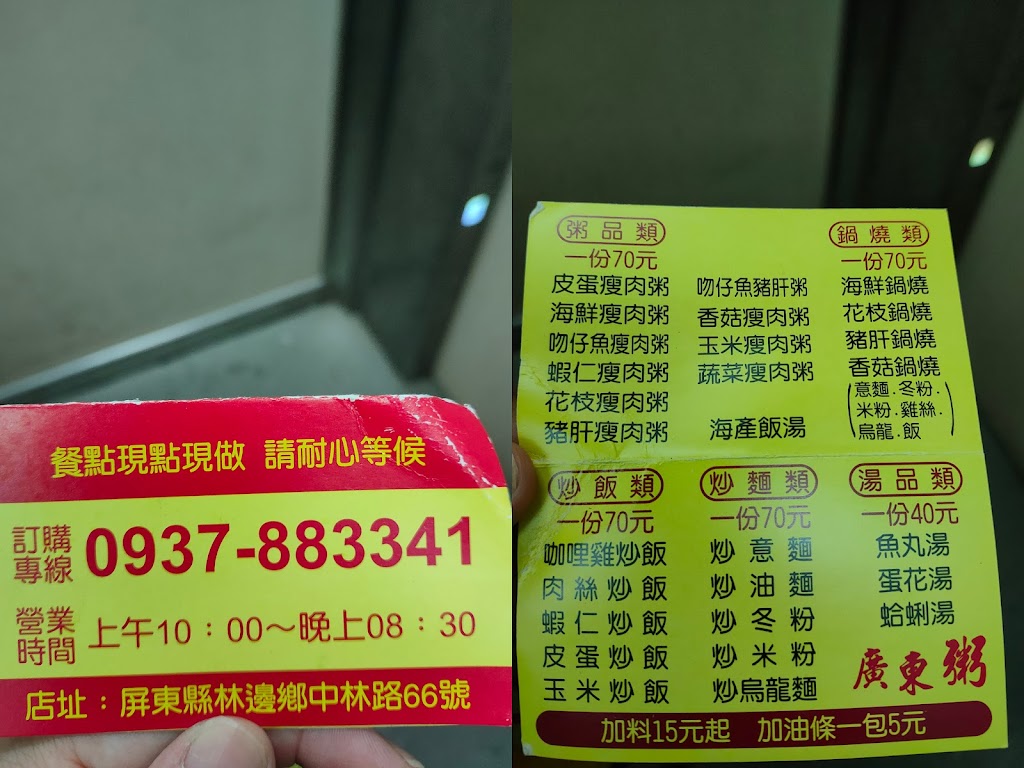 餐點現點現做 請耐心等候
訂購專線 0937-883341
營業時間 上午10:00~晚上08:30
店址:屏東縣林邊鄉中林路66號
粥品類
一份70元
皮蛋瘦肉粥
海鮮瘦肉粥
吻仔魚瘦肉粥
蝦仁瘦肉粥
花枝瘦肉粥
豬肝瘦肉粥
吻仔魚豬肝粥
香菇瘦肉粥
玉米瘦肉粥
蔬菜瘦肉粥
海產飯湯
鍋燒類
一份70元
海鮮鍋燒
花枝鍋燒
豬肝鍋燒
香菇鍋燒
(意麵.冬粉.
米粉.雞絲.
烏龍.飯)
炒飯類
一份70元
咖哩雞炒飯
肉絲炒飯
蝦仁炒飯
皮蛋炒飯
玉米炒飯
炒麵類
一份70元
炒意麵
炒油麵
炒冬粉
炒米粉
炒烏龍麵
湯品類
一份40元
魚丸湯
蛋花湯
蛤蜊湯
廣東粥
加料15元起 加油條一包5元